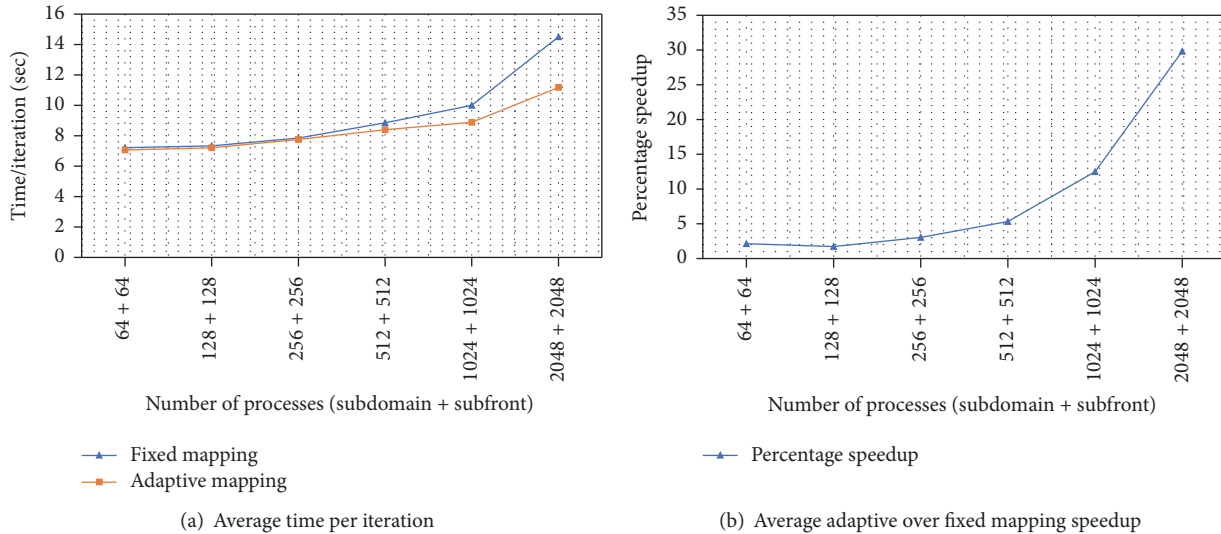 Time/iteration (sec)
16
14
12
10
8
6
4
2
0
64 + 64
128 + 128
256 + 256
512 + 512
1024 + 1024
2048 + 2048
Number of processes (subdomain + subfront)
Fixed mapping
Adaptive mapping
(a) Average time per iteration
Percentage speedup
35
30
25
20
15
10
5
0
64 + 64
128 + 128
256 + 256
512 + 512
1024 + 1024
2048 + 2048
Number of processes (subdomain + subfront)
Percentage speedup
(b) Average adaptive over fixed mapping speedup